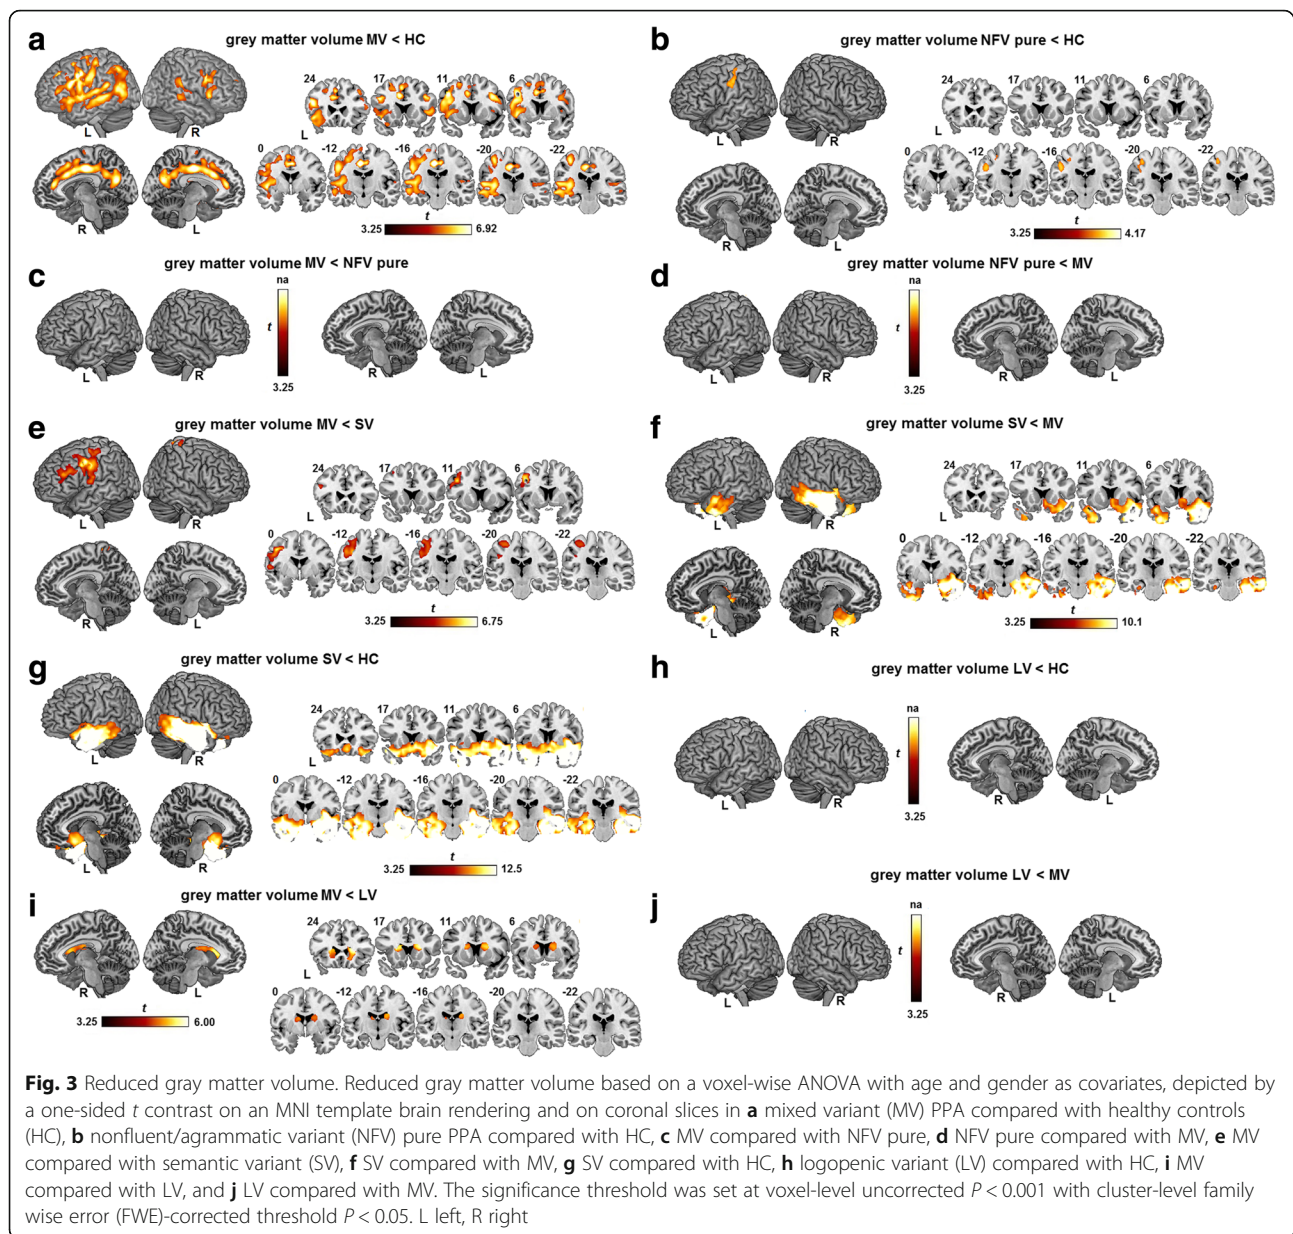 a
grey matter volume MV < HC
24 17 11 6
L R L
0 -12 -16 -20 -22
R L
t
3.25 6.92
b
grey matter volume NFV pure < HC
24 17 11 6
L R L
0 -12 -16 -20 -22
R L
t
3.25 4.17
c
grey matter volume MV < NFV pure
na
t
3.25
L R R L
d
grey matter volume NFV pure < MV
na
t
3.25
L R R L
e
grey matter volume MV < SV
24 17 11 6
L R L
0 -12 -16 -20 -22
R L
t
3.25 6.75
f
grey matter volume SV < MV
24 17 11 6
L R L
0 -12 -16 -20 -22
L R
t
3.25 10.1
g
grey matter volume SV < HC
24 17 11 6
L R L
0 -12 -16 -20 -22
L R
t
3.25 12.5
h
grey matter volume LV < HC
na
t
3.25
L R R L
i
grey matter volume MV < LV
24 17 11 6
R L L
0 -12 -16 -20 -22
t
3.25 6.00
j
grey matter volume LV < MV
na
t
3.25
L R R L
Fig. 3 Reduced gray matter volume. Reduced gray matter volume based on a voxel-wise ANOVA with age and gender as covariates, depicted by
a one-sided t contrast on an MNI template brain rendering and on coronal slices in a mixed variant (MV) PPA compared with healthy controls
(HC), b nonfluent/agrammatic variant (NFV) pure PPA compared with HC, c MV compared with NFV pure, d NFV pure compared with MV, e MV
compared with semantic variant (SV), f SV compared with MV, g SV compared with HC, h logopenic variant (LV) compared with HC, i MV
compared with LV, and j LV compared with MV. The significance threshold was set at voxel-level uncorrected P < 0.001 with cluster-level family
wise error (FWE)-corrected threshold P < 0.05. L left, R right